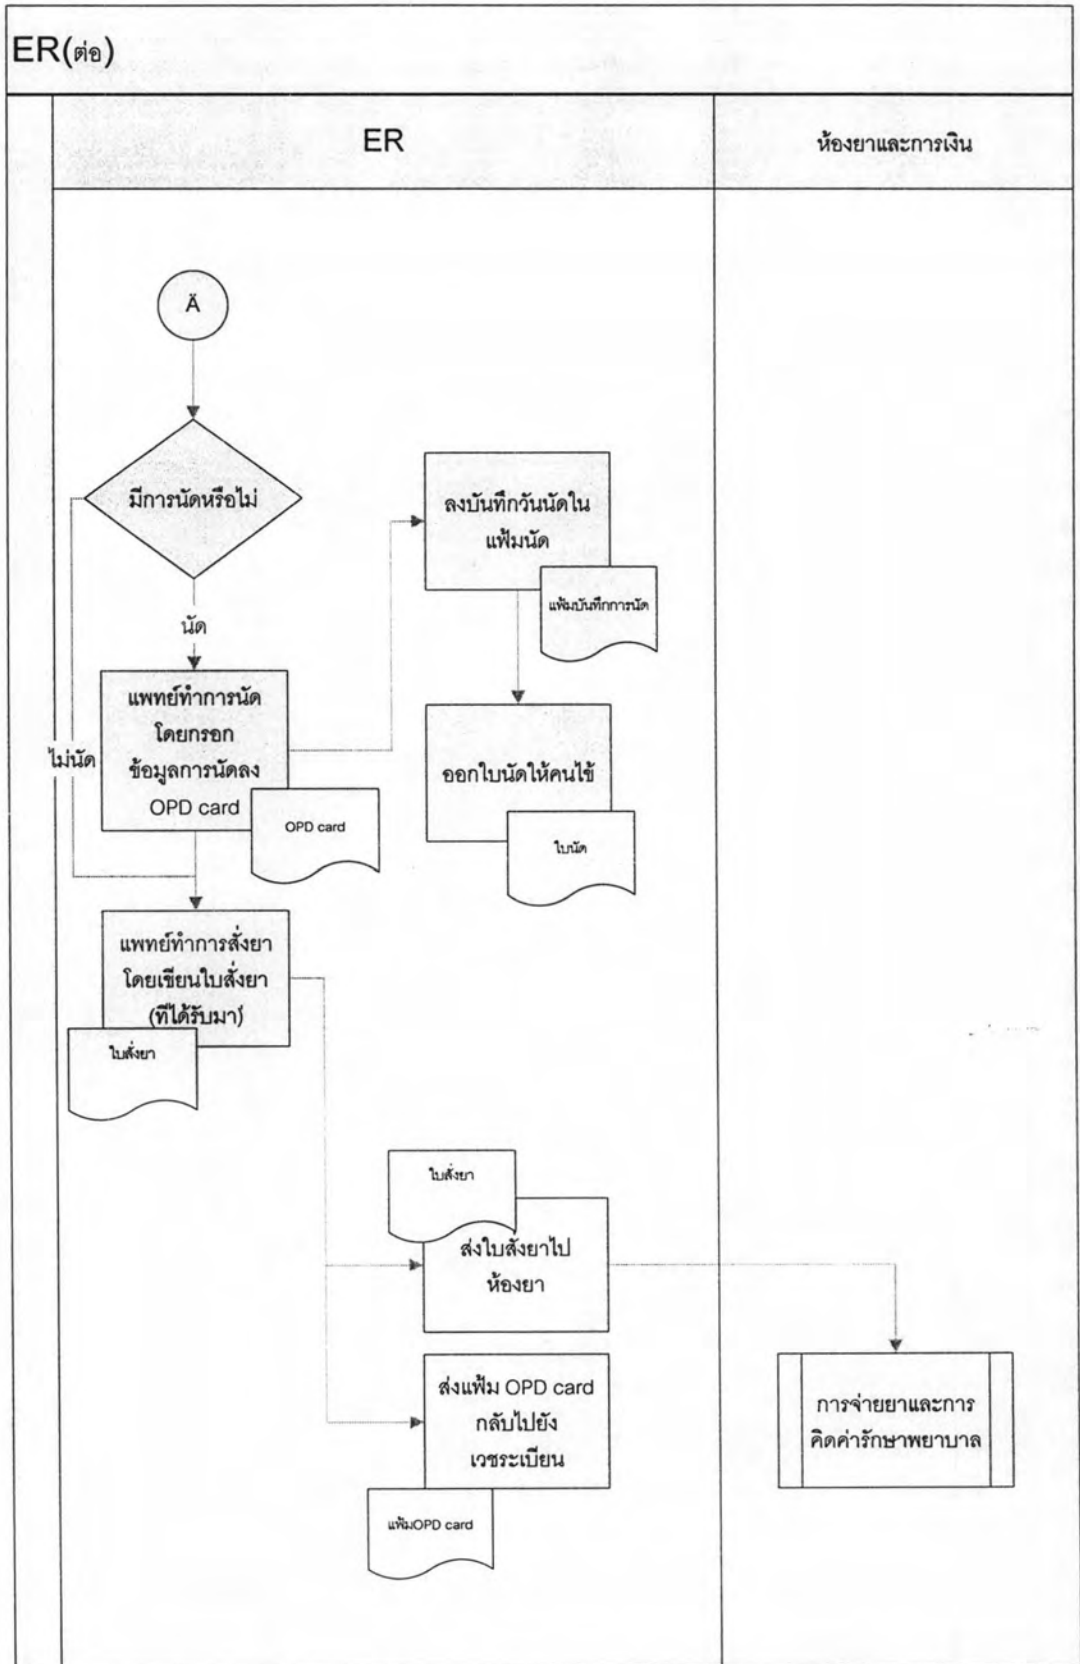 ER(ต่อ)
ER
ห้องยาและการเงิน
Ä
มีการนัดหรือไม่
นัด
ไม่นัด
แพทย์ทำการนัด
โดยกรอก
ข้อมูลการนัดลง
OPD card
OPD card
ลงบันทึกวันนัดใน
แฟ้มนัด
แฟ้มบันทึกการนัด
ออกใบนัดให้คนไข้
ใบนัด
แพทย์ทำการสั่งยา
โดยเขียนใบสั่งยา
(ที่ได้รับมา)
ใบสั่งยา
ใบสั่งยา
ส่งใบสั่งยาไป
ห้องยา
ส่งแฟ้ม OPD card
กลับไปยัง
เวชระเบียน
แฟ้มOPD card
การจ่ายยาและการ
คิดค่ารักษาพยาบาล